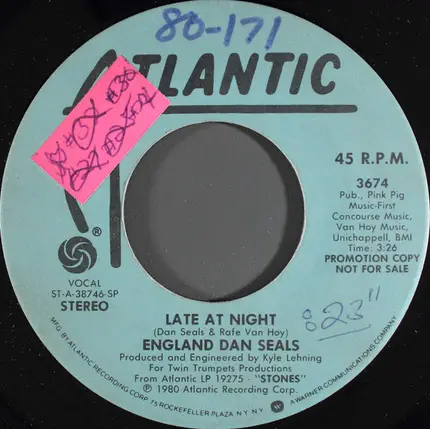 80-171
ATLANTIC
45 R.P.M.
3674
Pub., Pink Pig
Music-First
Concourse Music,
Van Hoy Music,
Unichappell, BMI
Time: 3:26
PROMOTION COPY
NOT FOR SALE
®
VOCAL
ST-A-38746-SP
STEREO
:23"
LATE AT NIGHT
(Dan Seals & Rafe Van Hoy)
ENGLAND DAN SEALS
Produced and Engineered by Kyle Lehning
For Twin Trumpets Productions
From Atlantic LP 19275 - "STONES"
℗ 1980 Atlantic Recording Corp.
MFG. BY ATLANTIC RECORDING CORP. 75 ROCKEFELLER PLAZA N.Y. N.Y.
A WARNER COMMUNICATIONS COMPANY